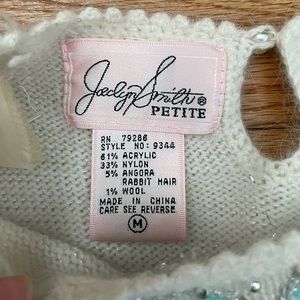 Jaclyn Smith®
PETITE
RN 79286
STYLE NO: 9344
61% ACRYLIC
33% NYLON
5% ANGORA
RABBIT HAIR
1% WOOL
MADE IN CHINA
CARE SEE REVERSE
M